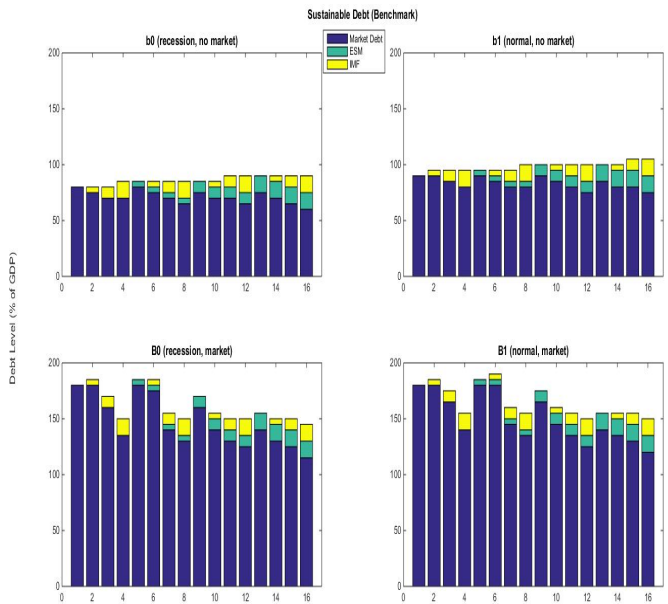 Sustainable Debt (Benchmark)
b0 (recession, no market)
200
150
100
50
0
0 2 4 6 8 10 12 14 16
Market Debt
ESM
IMF
b1 (normal, no market)
200
150
100
50
0
0 2 4 6 8 10 12 14 16
Debt Level (% of GDP)
B0 (recession, market)
200
150
100
50
0
0 2 4 6 8 10 12 14 16
B1 (normal, market)
200
150
100
50
0
0 2 4 6 8 10 12 14 16